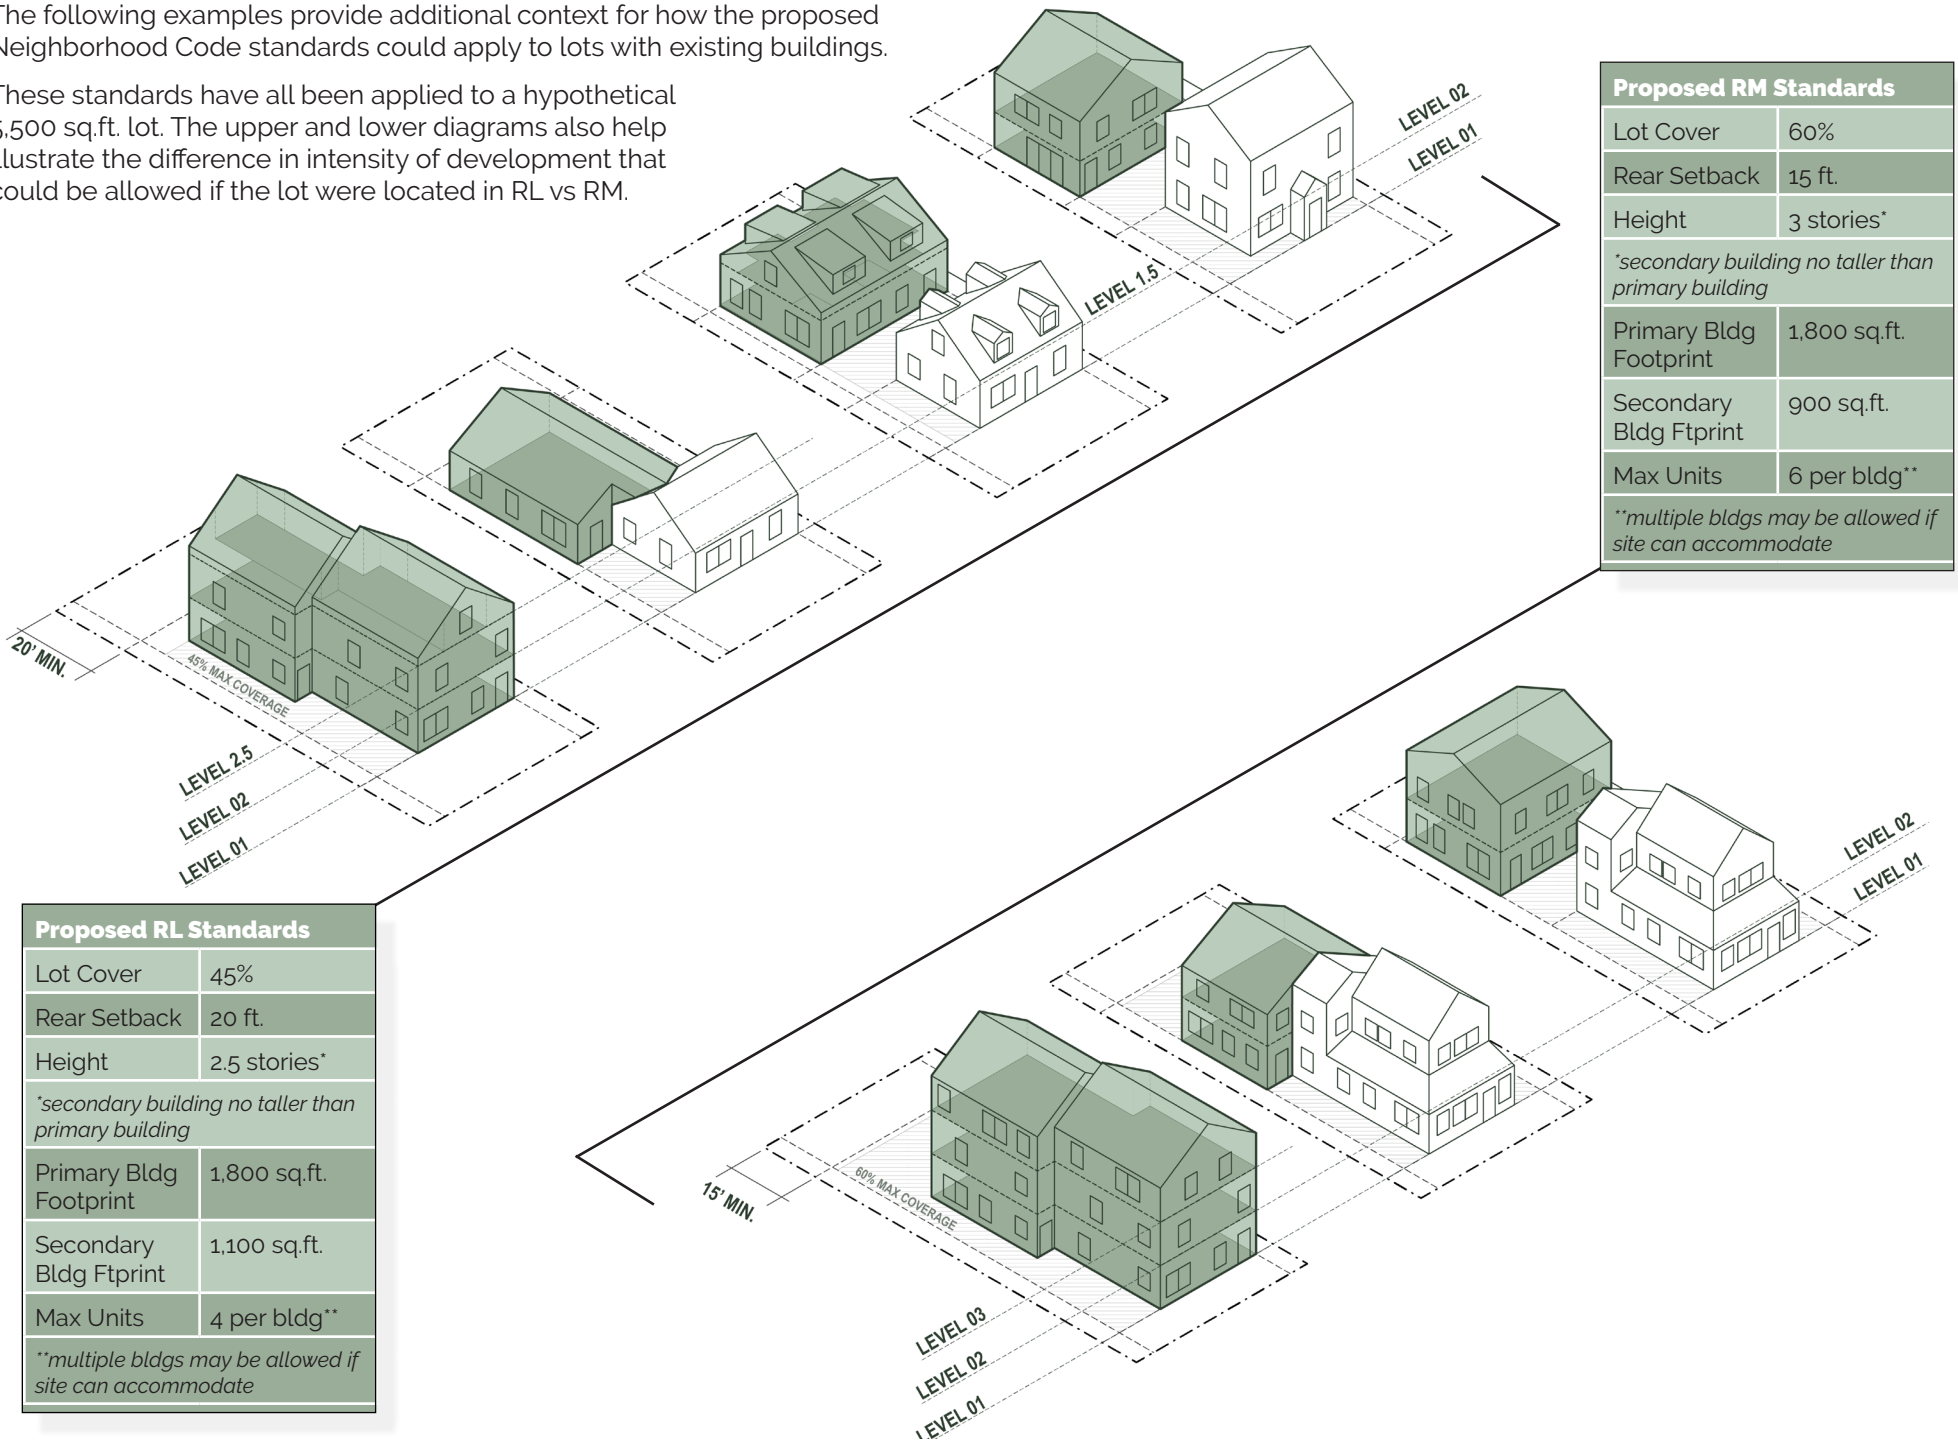 The following examples provide additional context for how the proposed
Neighborhood Code standards could apply to lots with existing buildings.
These standards have all been applied to a hypothetical
5,500 sq.ft. lot. The upper and lower diagrams also help
illustrate the difference in intensity of development that
could be allowed if the lot were located in RL vs RM.
LEVEL 02
LEVEL 01
LEVEL 1.5
Proposed RM Standards
Lot Cover 60%
Rear Setback 15 ft.
Height 3 stories*
*secondary building no taller than
primary building
Primary Bldg 1,800 sq.ft.
Footprint
Secondary 900 sq.ft.
Bldg Ftprint
Max Units 6 per bldg**
**multiple bldgs may be allowed if
site can accommodate
20' MIN.
45% MAX COVERAGE
LEVEL 2.5
LEVEL 02
LEVEL 01
Proposed RL Standards
Lot Cover 45%
Rear Setback 20 ft.
Height 2.5 stories*
*secondary building no taller than
primary building
Primary Bldg 1,800 sq.ft.
Footprint
Secondary 1,100 sq.ft.
Bldg Ftprint
Max Units 4 per bldg**
**multiple bldgs may be allowed if
site can accommodate
LEVEL 02
LEVEL 01
15' MIN.
60% MAX COVERAGE
LEVEL 03
LEVEL 02
LEVEL 01